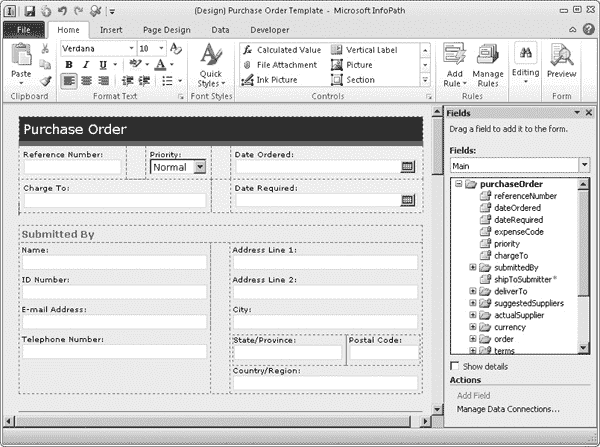 (Design) Purchase Order Template - Microsoft InfoPath
File Home Insert Page Design Data Developer
Verdana 10 Calculated Value Vertical Label
Paste B I U abc A Quick Styles File Attachment Picture Add Rule Manage Rules Editing Preview
Ink Picture Section
Clipboard Format Text Font Styles Controls Rules Form
Fields
Drag a field to add it to the form.
Fields:
Main
Purchase Order
Reference Number: Priority: Date Ordered:
Normal
Charge To: Date Required:
Submitted By
Name: Address Line 1:
ID Number: Address Line 2:
E-mail Address: City:
Telephone Number: State/Province: Postal Code:
Country/Region:
purchaseOrder
referenceNumber
dateOrdered
dateRequired
expenseCode
priority
chargeTo
submittedBy
shipToSubmitter *
deliverTo
suggestedSuppliers
actualSupplier
currency
order
terms
Show details
Actions
Add Field
Manage Data Connections...